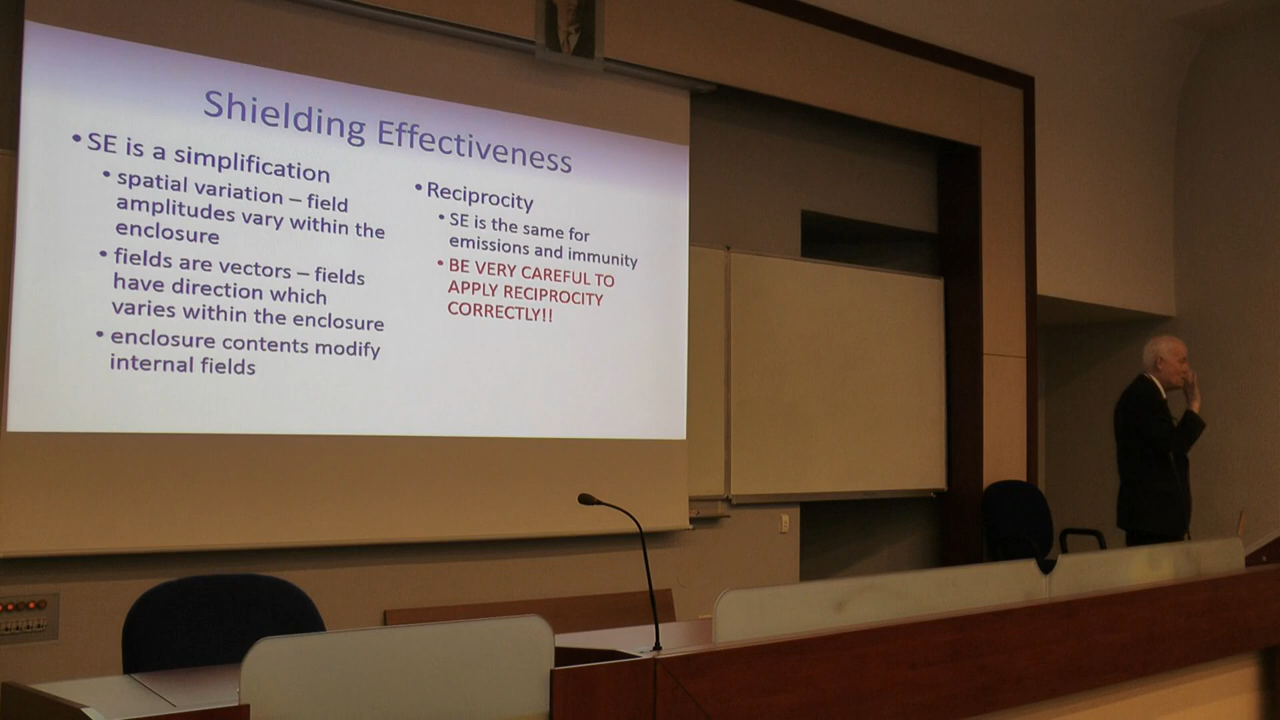 Shielding Effectiveness
• SE is a simplification
• spatial variation – field
amplitudes vary within the
enclosure
• fields are vectors – fields
have direction which
varies within the enclosure
• enclosure contents modify
internal fields
• Reciprocity
• SE is the same for
emissions and immunity
• BE VERY CAREFUL TO
APPLY RECIPROCITY
CORRECTLY!!